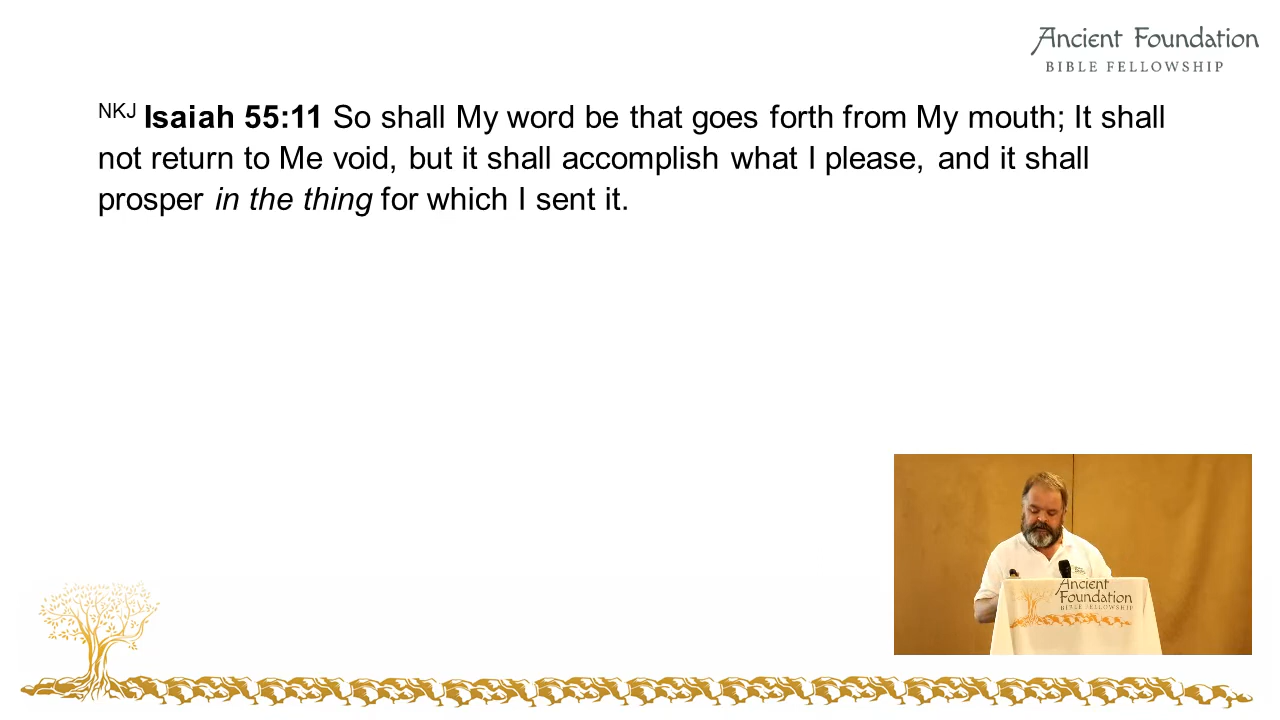 Ancient Foundation
BIBLE FELLOWSHIP
NKJ Isaiah 55:11 So shall My word be that goes forth from My mouth; It shall
not return to Me void, but it shall accomplish what I please, and it shall
prosper in the thing for which I sent it.
Ancient
Foundation
BIBLE FELLOWSHIP